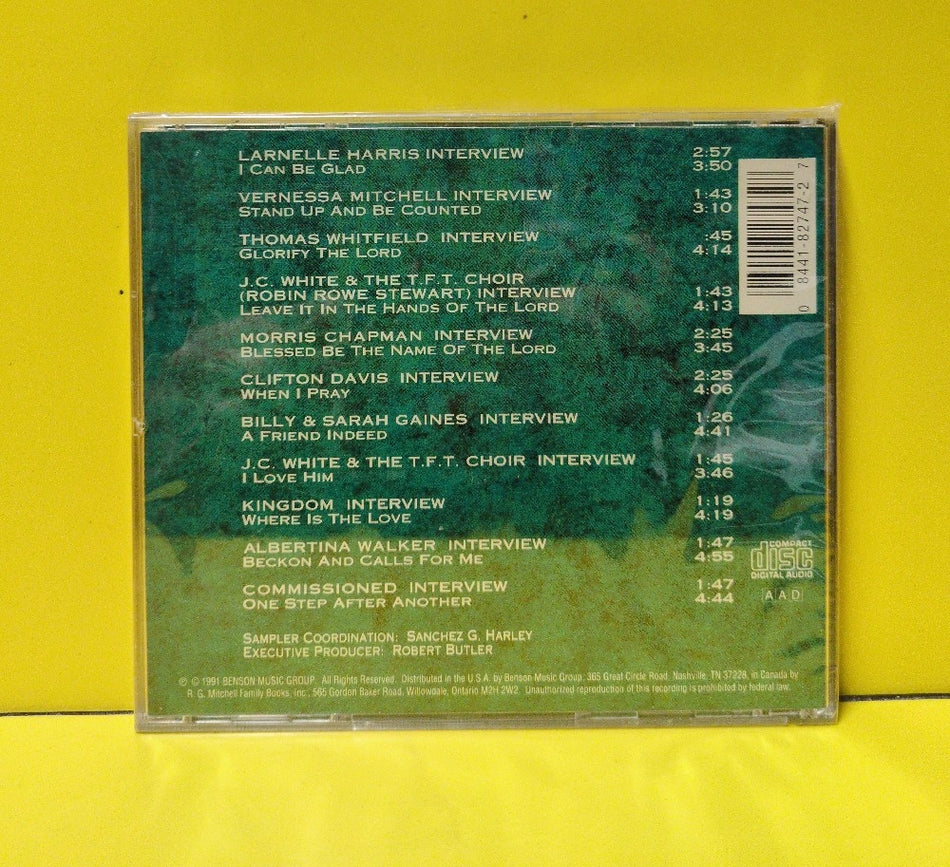 LARNELLE HARRIS INTERVIEW 2:57
I CAN BE GLAD 3:50
VERNESSA MITCHELL INTERVIEW 1:43
STAND UP AND BE COUNTED 3:10
THOMAS WHITFIELD INTERVIEW :45
GLORIFY THE LORD 4:14
J.C. WHITE & THE T.F.T. CHOIR
(ROBIN ROWE STEWART) INTERVIEW 1:43
LEAVE IT IN THE HANDS OF THE LORD 4:13
MORRIS CHAPMAN INTERVIEW 2:25
BLESSED BE THE NAME OF THE LORD 3:45
CLIFTON DAVIS INTERVIEW 2:25
WHEN I PRAY 4:06
BILLY & SARAH GAINES INTERVIEW 1:26
A FRIEND INDEED 4:41
J.C. WHITE & THE T.F.T. CHOIR INTERVIEW 1:45
I LOVE HIM 3:46
KINGDOM INTERVIEW 1:19
WHERE IS THE LOVE 4:19
ALBERTINA WALKER INTERVIEW 1:47
BECKON AND CALLS FOR ME 4:55
COMMISSIONED INTERVIEW 1:47
ONE STEP AFTER ANOTHER 4:44
SAMPLER COORDINATION: SANCHEZ G. HARLEY
EXECUTIVE PRODUCER: ROBERT BUTLER
℗ © 1991 BENSON MUSIC GROUP. All Rights Reserved. Distributed in the U.S.A. by Benson Music Group, 365 Great Circle Road, Nashville, TN 37228, in Canada by
R. G. Mitchell Family Books, inc., 565 Gordon Baker Road, Willowdale, Ontario M2H 2W2. Unauthorized reproduction of this recording is prohibited by federal law.
0 8441-82747-2 7
COMPACT
disc
DIGITAL AUDIO
AAD